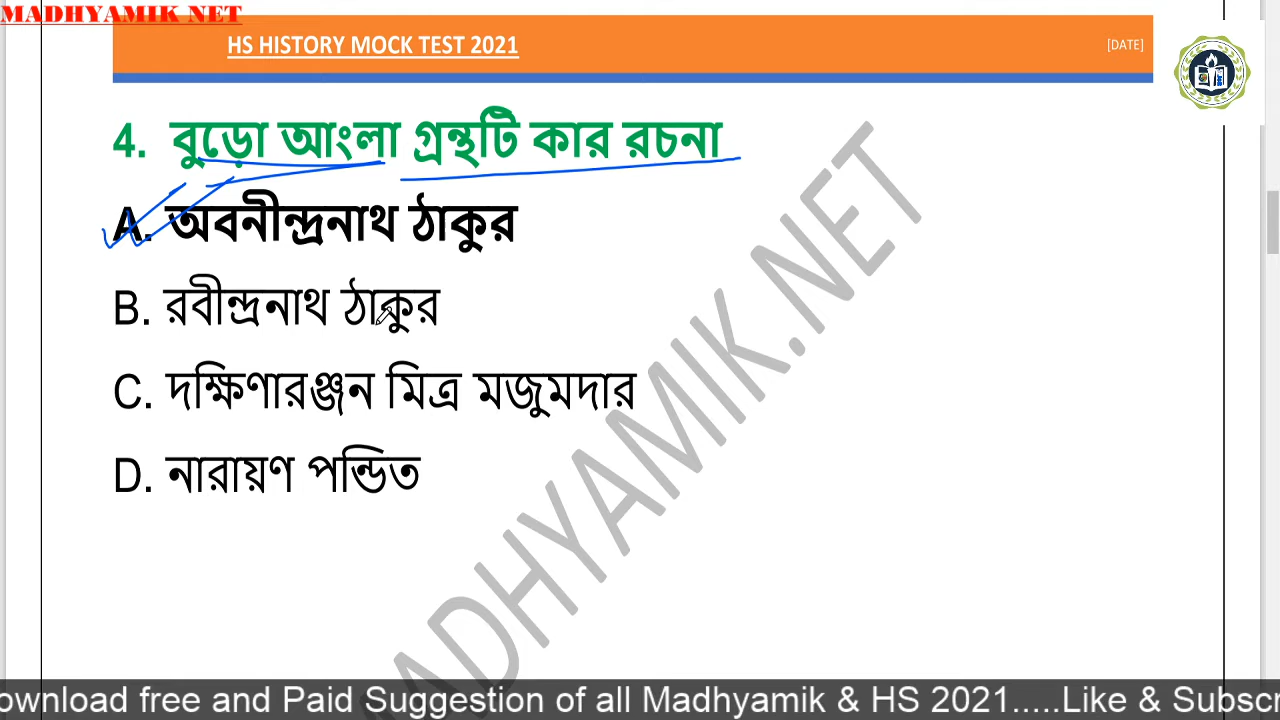 MADHYAMIK NET
HS HISTORY MOCK TEST 2021
[DATE]
4. বুড়ো আংলা গ্রন্থটি কার রচনা
A. অবনীন্দ্রনাথ ঠাকুর
B. রবীন্দ্রনাথ ঠাকুর
C. দক্ষিণারঞ্জন মিত্র মজুমদার
D. নারায়ণ পন্ডিত
MADHYAMIK.NET
ownload free and Paid Suggestion of all Madhyamik & HS 2021.....Like & Subscr